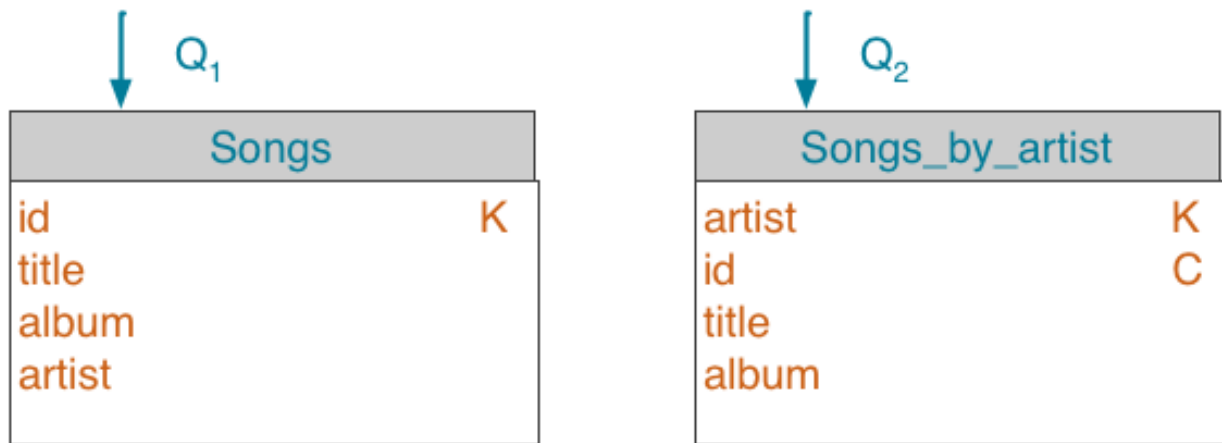 Q₁
Songs
id K
title
album
artist
Q₂
Songs_by_artist
artist K
id C
title
album